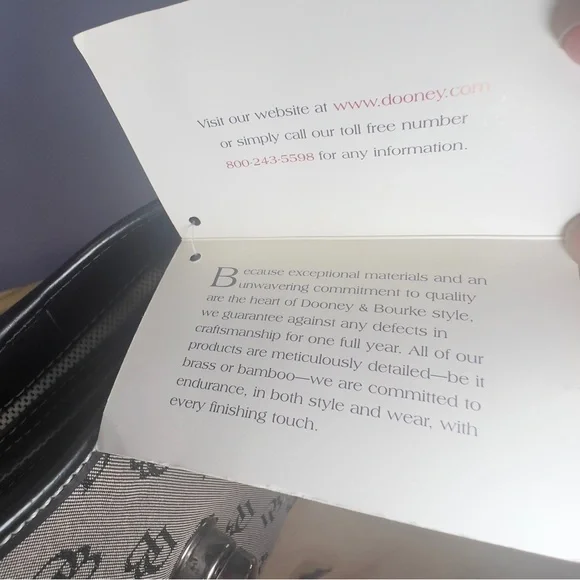 Visit our website at www.dooney.com
or simply call our toll free number
800-243-5598 for any information.
Because exceptional materials and an
unwavering commitment to quality
are the heart of Dooney & Bourke style,
we guarantee against any defects in
craftsmanship for one full year. All of our
products are meticulously detailed—be it
brass or bamboo—we are committed to
endurance, in both style and wear, with
every finishing touch.